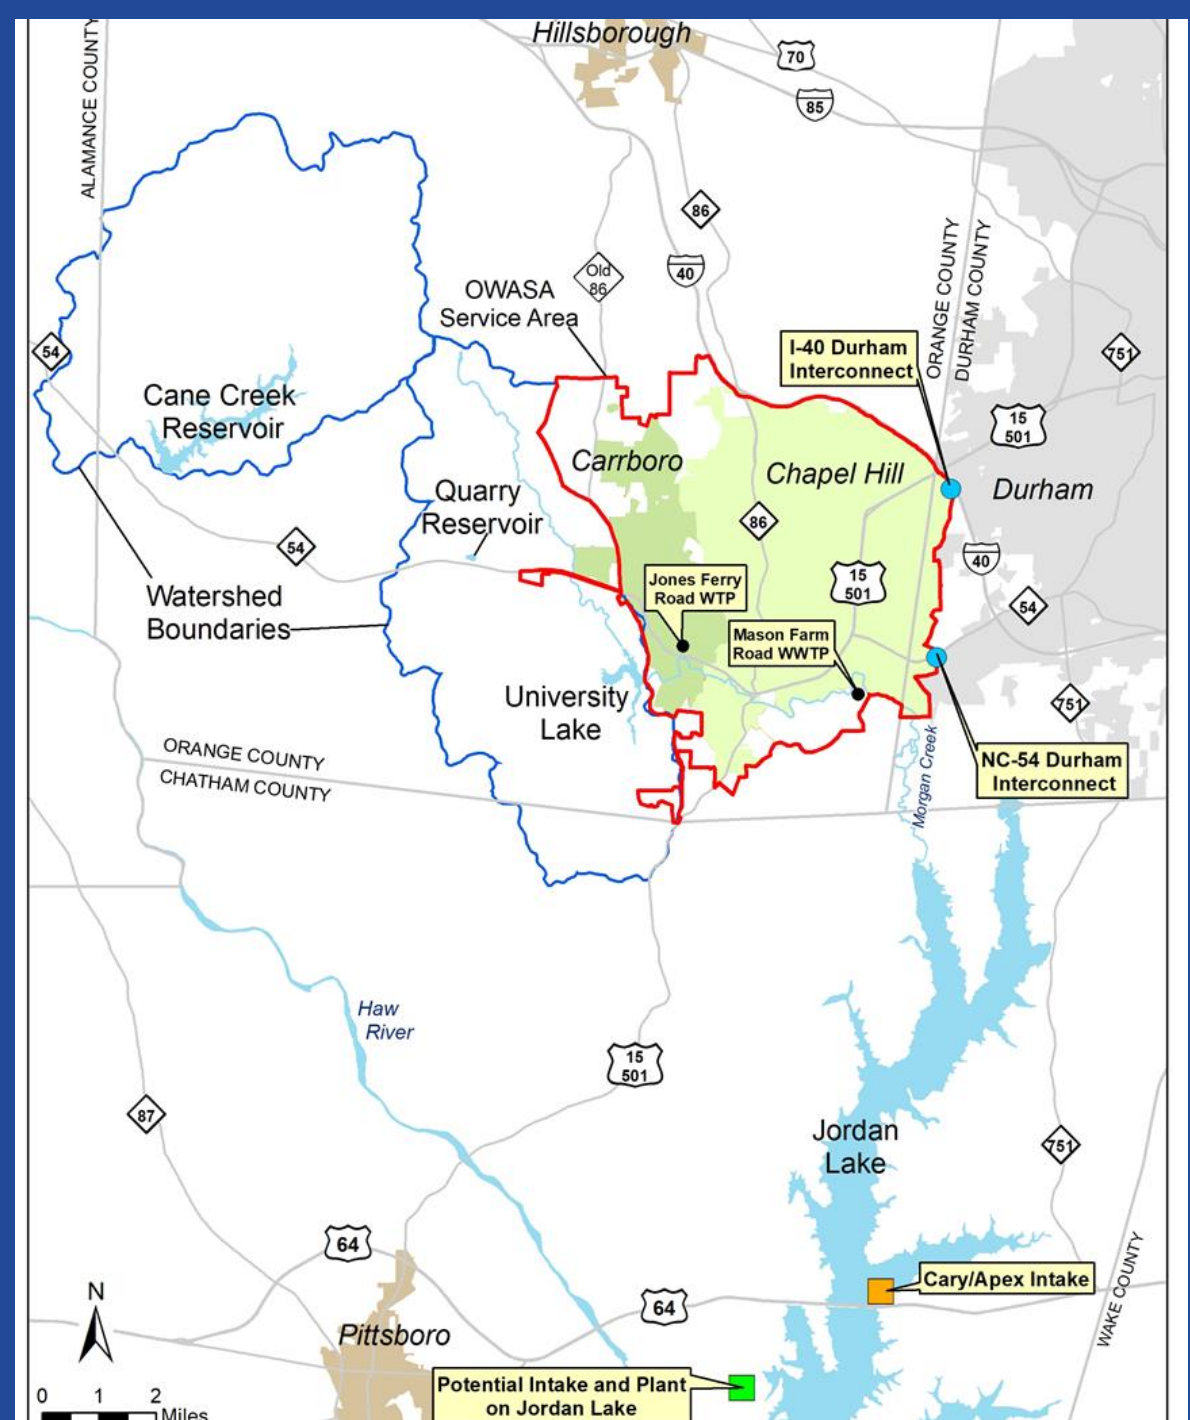 Hillsborough
70
85
ALAMANCE COUNTY
86
Old
86
40
ORANGE COUNTY
DURHAM COUNTY
OWASA
Service Area
I-40 Durham
Interconnect
54
751
Cane Creek
Reservoir
15
501
Carrboro
Chapel Hill
Durham
Quarry
Reservoir
86
54
40
15
501
Jones Ferry
Road WTP
54
Watershed
Boundaries
Mason Farm
Road WWTP
University
Lake
751
ORANGE COUNTY
CHATHAM COUNTY
Morgan Creek
NC-54 Durham
Interconnect
Haw
River
15
501
87
Jordan
Lake
751
64
WAKE COUNTY
Cary/Apex Intake
N
64
Pittsboro
Potential Intake and Plant
on Jordan Lake
0 1 2
Miles